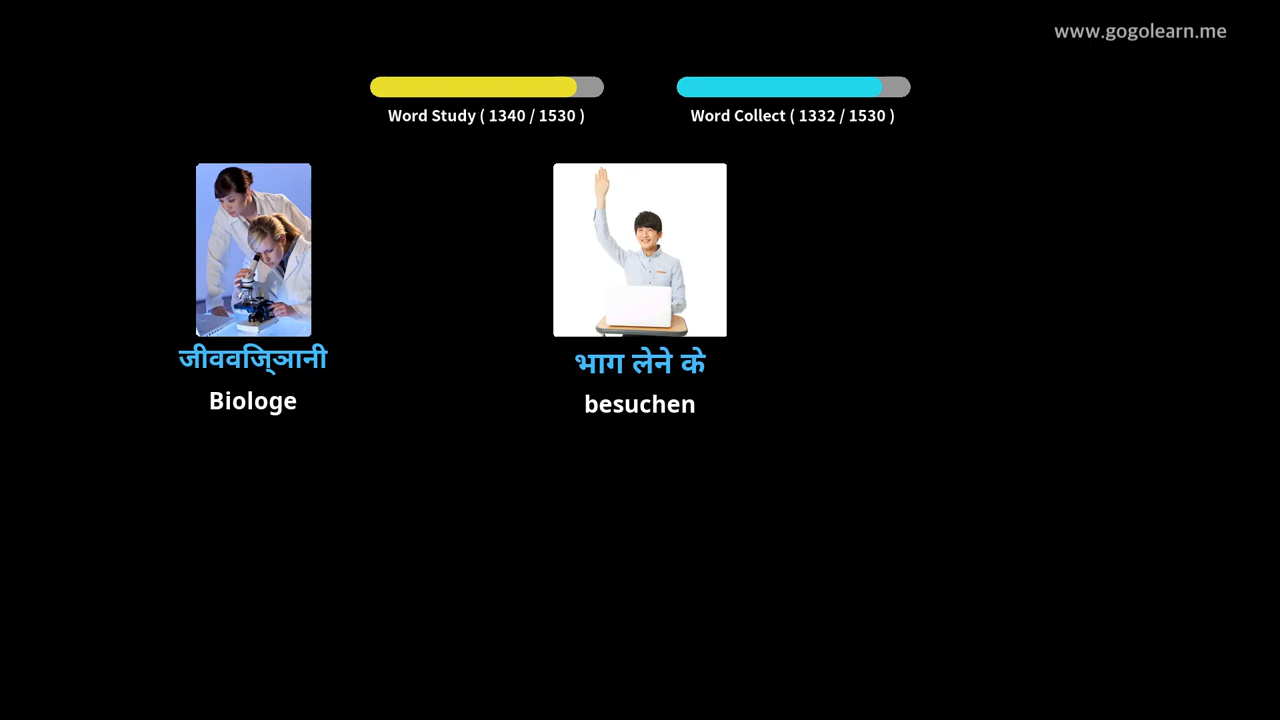 www.gogolearn.me
Word Study ( 1340 / 1530 )
Word Collect ( 1332 / 1530 )
जीववज्ञिानी
Biologe
भाग लेने के
besuchen